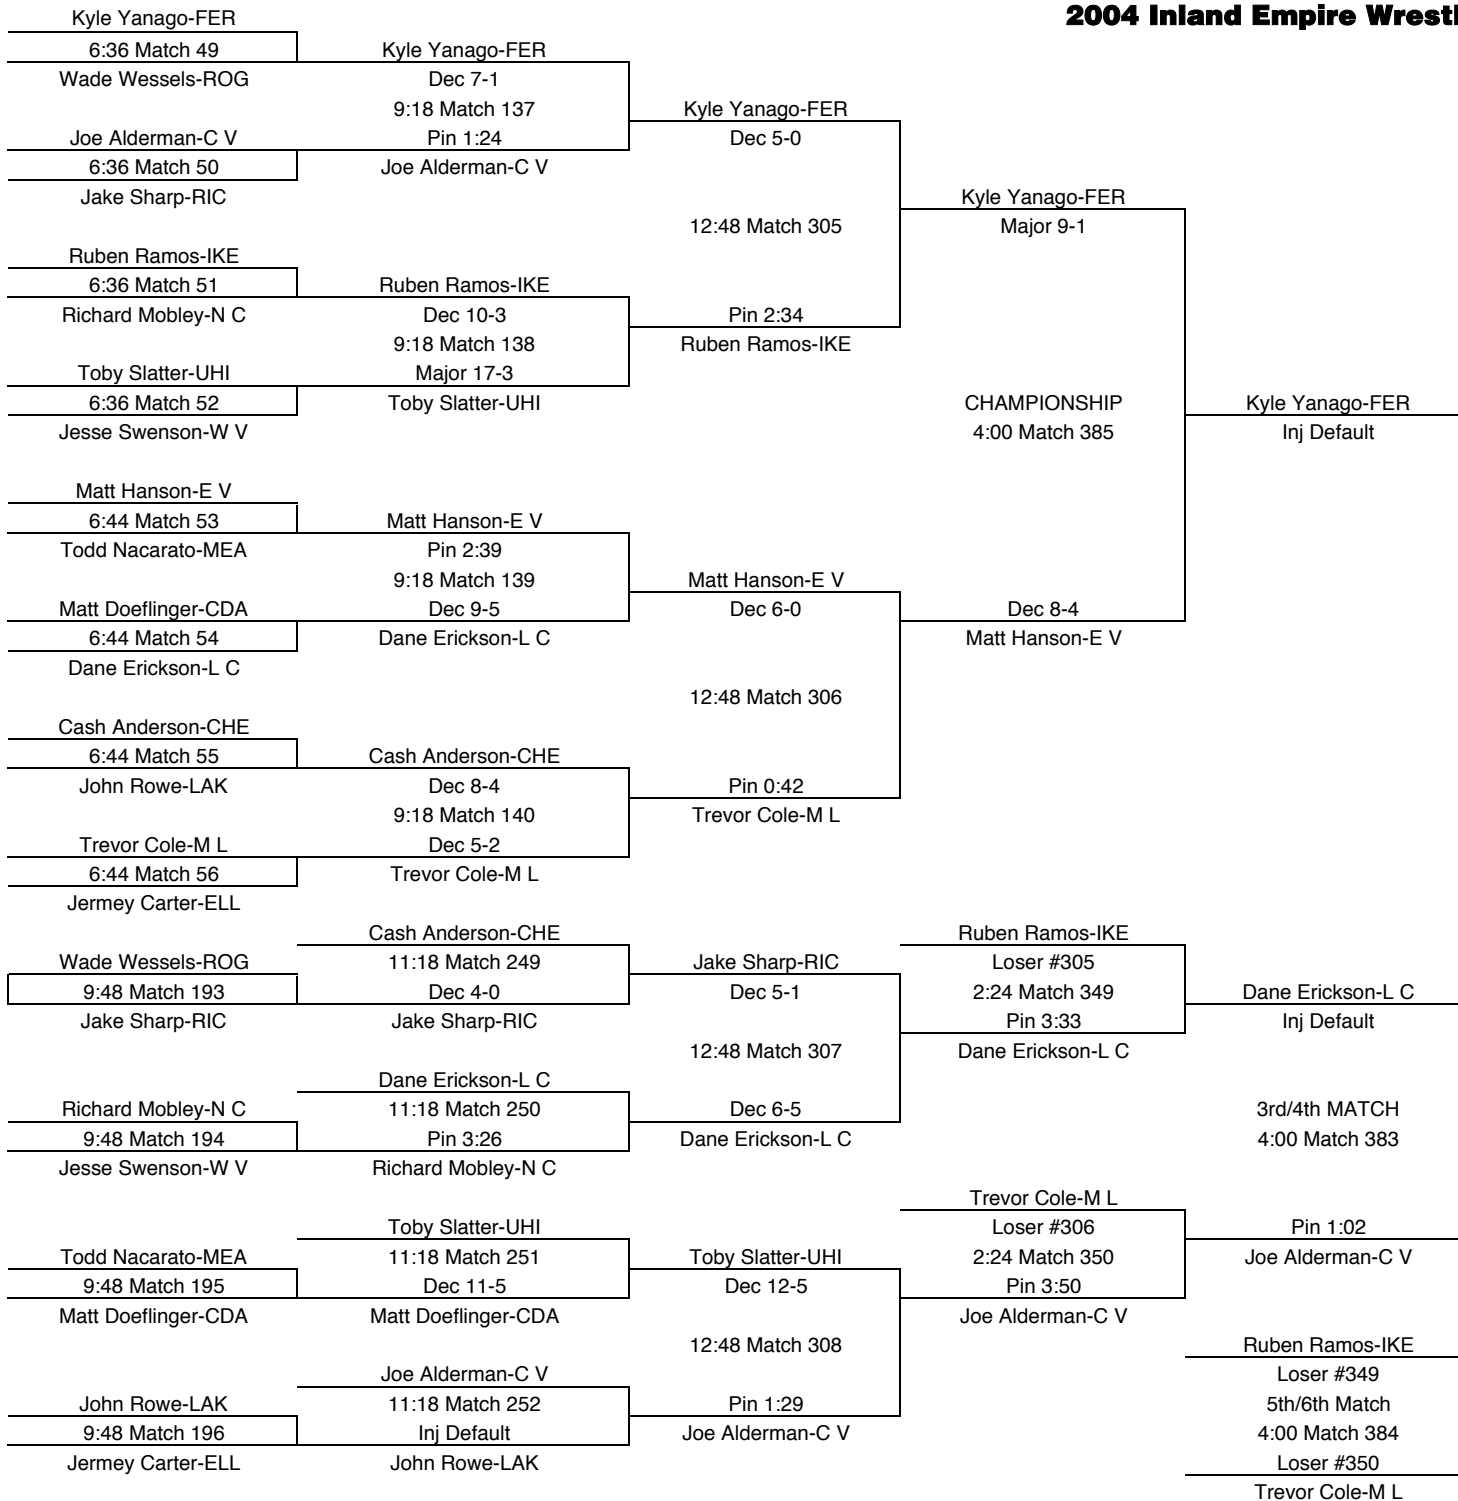 2004 Inland Empire Wrestl
Kyle Yanago-FER
6:36 Match 49
Wade Wessels-ROG
Joe Alderman-C V
6:36 Match 50
Jake Sharp-RIC
Ruben Ramos-IKE
6:36 Match 51
Richard Mobley-N C
Toby Slatter-UHI
6:36 Match 52
Jesse Swenson-W V
Matt Hanson-E V
6:44 Match 53
Todd Nacarato-MEA
Matt Doeflinger-CDA
6:44 Match 54
Dane Erickson-L C
Cash Anderson-CHE
6:44 Match 55
John Rowe-LAK
Trevor Cole-M L
6:44 Match 56
Jermey Carter-ELL
Kyle Yanago-FER
Dec 7-1
9:18 Match 137
Pin 1:24
Joe Alderman-C V
Ruben Ramos-IKE
Dec 10-3
9:18 Match 138
Major 17-3
Toby Slatter-UHI
Matt Hanson-E V
Pin 2:39
9:18 Match 139
Dec 9-5
Dane Erickson-L C
Cash Anderson-CHE
Dec 8-4
9:18 Match 140
Dec 5-2
Trevor Cole-M L
Kyle Yanago-FER
Dec 5-0
12:48 Match 305
Pin 2:34
Ruben Ramos-IKE
Matt Hanson-E V
Dec 6-0
12:48 Match 306
Pin 0:42
Trevor Cole-M L
Kyle Yanago-FER
Major 9-1
CHAMPIONSHIP
4:00 Match 385
Dec 8-4
Matt Hanson-E V
Kyle Yanago-FER
Inj Default
Wade Wessels-ROG
9:48 Match 193
Jake Sharp-RIC
Richard Mobley-N C
9:48 Match 194
Jesse Swenson-W V
Todd Nacarato-MEA
9:48 Match 195
Matt Doeflinger-CDA
John Rowe-LAK
9:48 Match 196
Jermey Carter-ELL
Cash Anderson-CHE
11:18 Match 249
Dec 4-0
Jake Sharp-RIC
Dane Erickson-L C
11:18 Match 250
Pin 3:26
Richard Mobley-N C
Toby Slatter-UHI
11:18 Match 251
Dec 11-5
Matt Doeflinger-CDA
Joe Alderman-C V
11:18 Match 252
Inj Default
John Rowe-LAK
Jake Sharp-RIC
Dec 5-1
12:48 Match 307
Dec 6-5
Dane Erickson-L C
Toby Slatter-UHI
Dec 12-5
12:48 Match 308
Pin 1:29
Joe Alderman-C V
Ruben Ramos-IKE
Loser #305
2:24 Match 349
Pin 3:33
Dane Erickson-L C
Trevor Cole-M L
Loser #306
2:24 Match 350
Pin 3:50
Joe Alderman-C V
Dane Erickson-L C
Inj Default
3rd/4th MATCH
4:00 Match 383
Pin 1:02
Joe Alderman-C V
Ruben Ramos-IKE
Loser #349
5th/6th Match
4:00 Match 384
Loser #350
Trevor Cole-M L